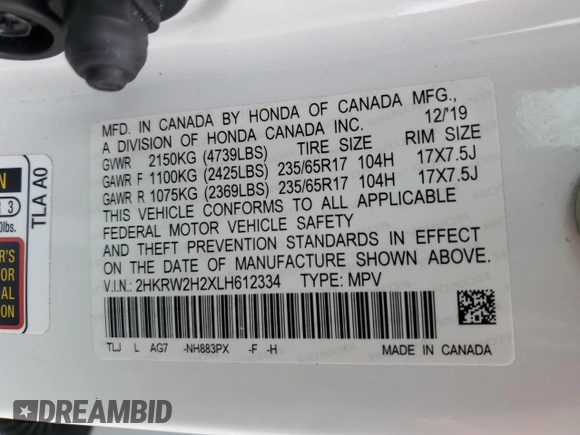 MFD. IN CANADA BY HONDA OF CANADA MFG.,
A DIVISION OF HONDA CANADA INC. 12/'19
GVWR 2150KG (4739LBS) TIRE SIZE RIM SIZE
GAWR F 1100KG (2425LBS) 235/65R17 104H 17X7.5J
GAWR R 1075KG (2369LBS) 235/65R17 104H 17X7.5J
THIS VEHICLE CONFORMS TO ALL APPLICABLE
FEDERAL MOTOR VEHICLE SAFETY
AND THEFT PREVENTION STANDARDS IN EFFECT
ON THE DATE OF MANUFACTURE SHOWN ABOVE.
V.I.N.: 2HKRW2H2XLH612334 TYPE: MPV
TLJ L AG7 -NH883PX -F -H
MADE IN CANADA
TLA A0
3
lbs.
DREAMBID